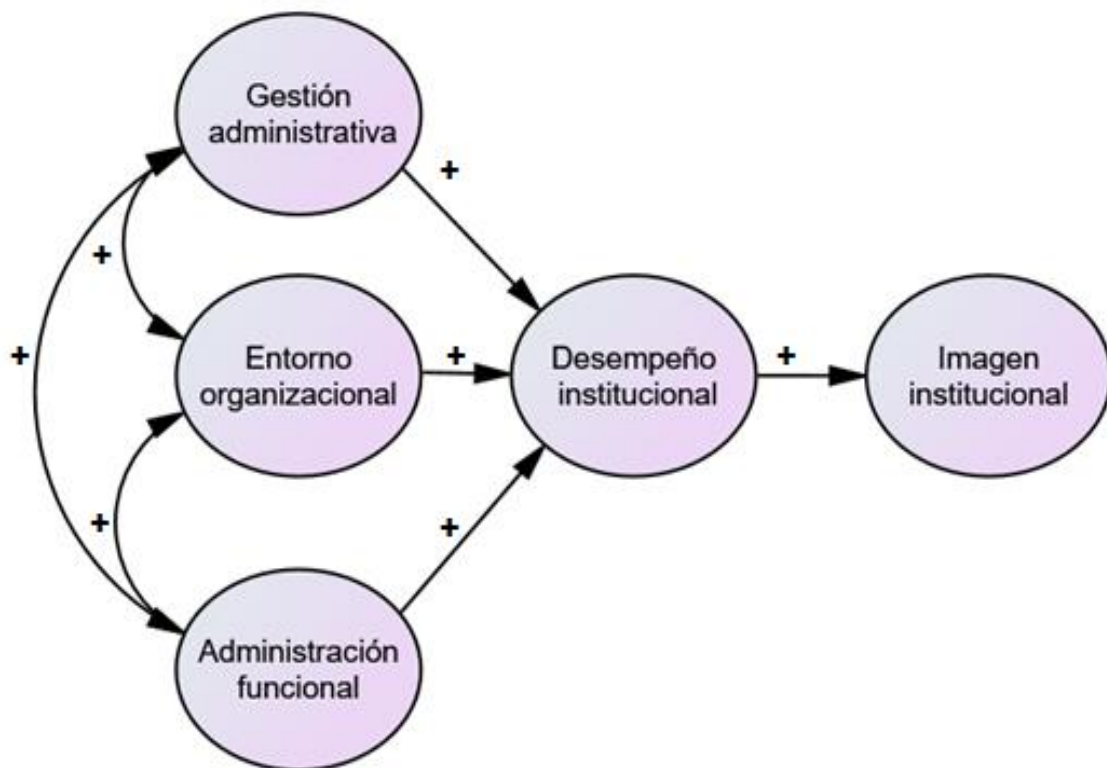 Gestión
administrativa
+
+
Entorno
organizacional
+
Desempeño
institucional
+
Imagen
institucional
+
+
+
Administración
funcional